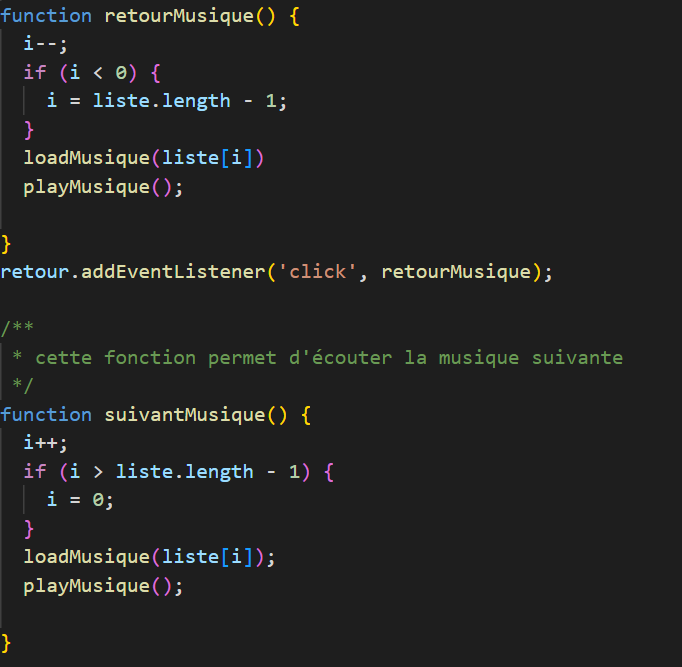 function retourMusique() {
  i--;
  if (i < 0) {
    i = liste.length - 1;
  }
  loadMusique(liste[i])
  playMusique();

}
retour.addEventListener('click', retourMusique);

/**
 * cette fonction permet d'écouter la musique suivante
 */
function suivantMusique() {
  i++;
  if (i > liste.length - 1) {
    i = 0;
  }
  loadMusique(liste[i]);
  playMusique();

}